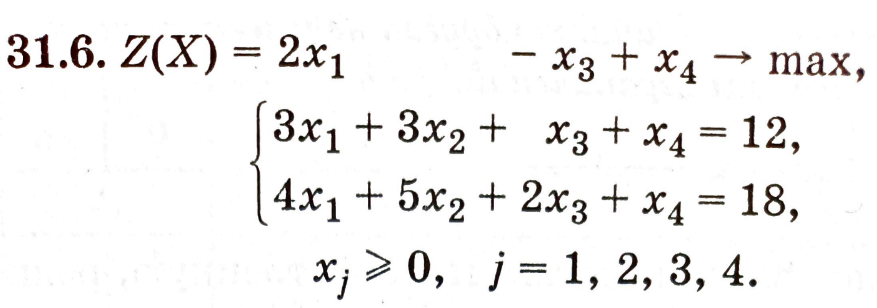 31.6. Z(X) = 2x₁ − x₃ + x₄ → max,
3x₁ + 3x₂ + x₃ + x₄ = 12,
4x₁ + 5x₂ + 2x₃ + x₄ = 18,
xⱼ ⩾ 0, j = 1, 2, 3, 4.